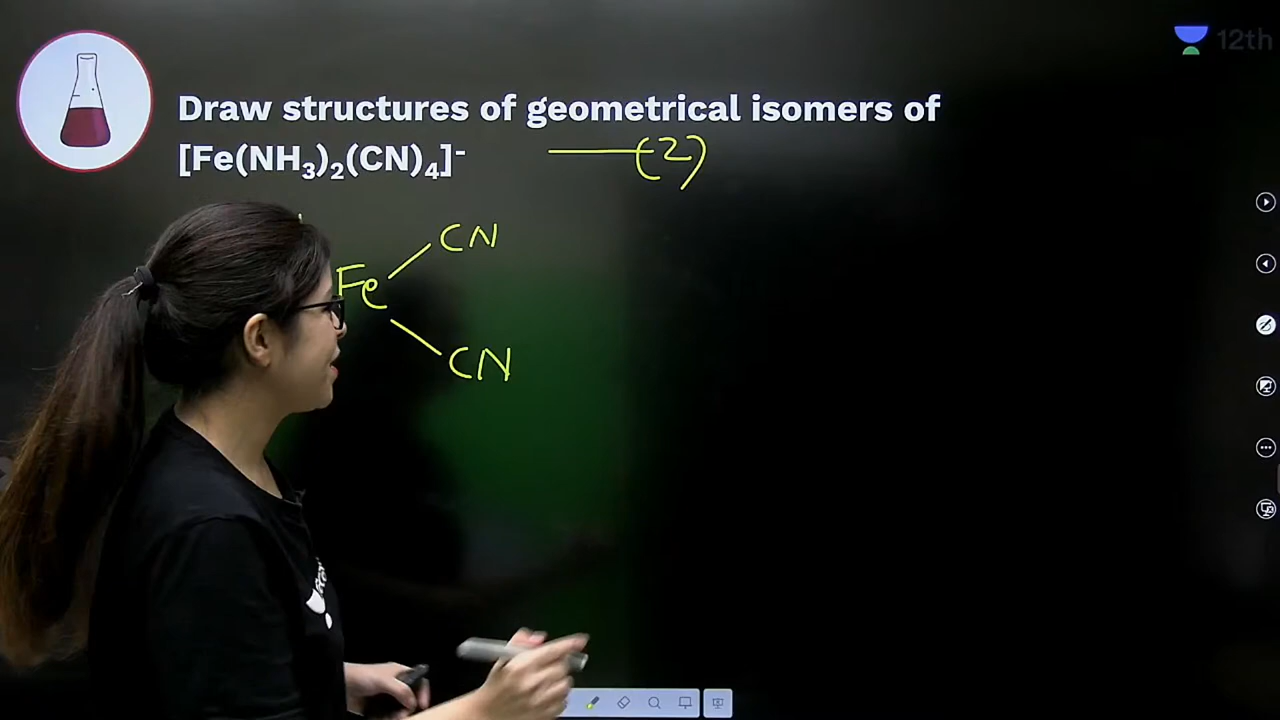 12th
Draw structures of geometrical isomers of
[Fe(NH₃)₂(CN)₄]⁻ (2)
CN
Fe
CN